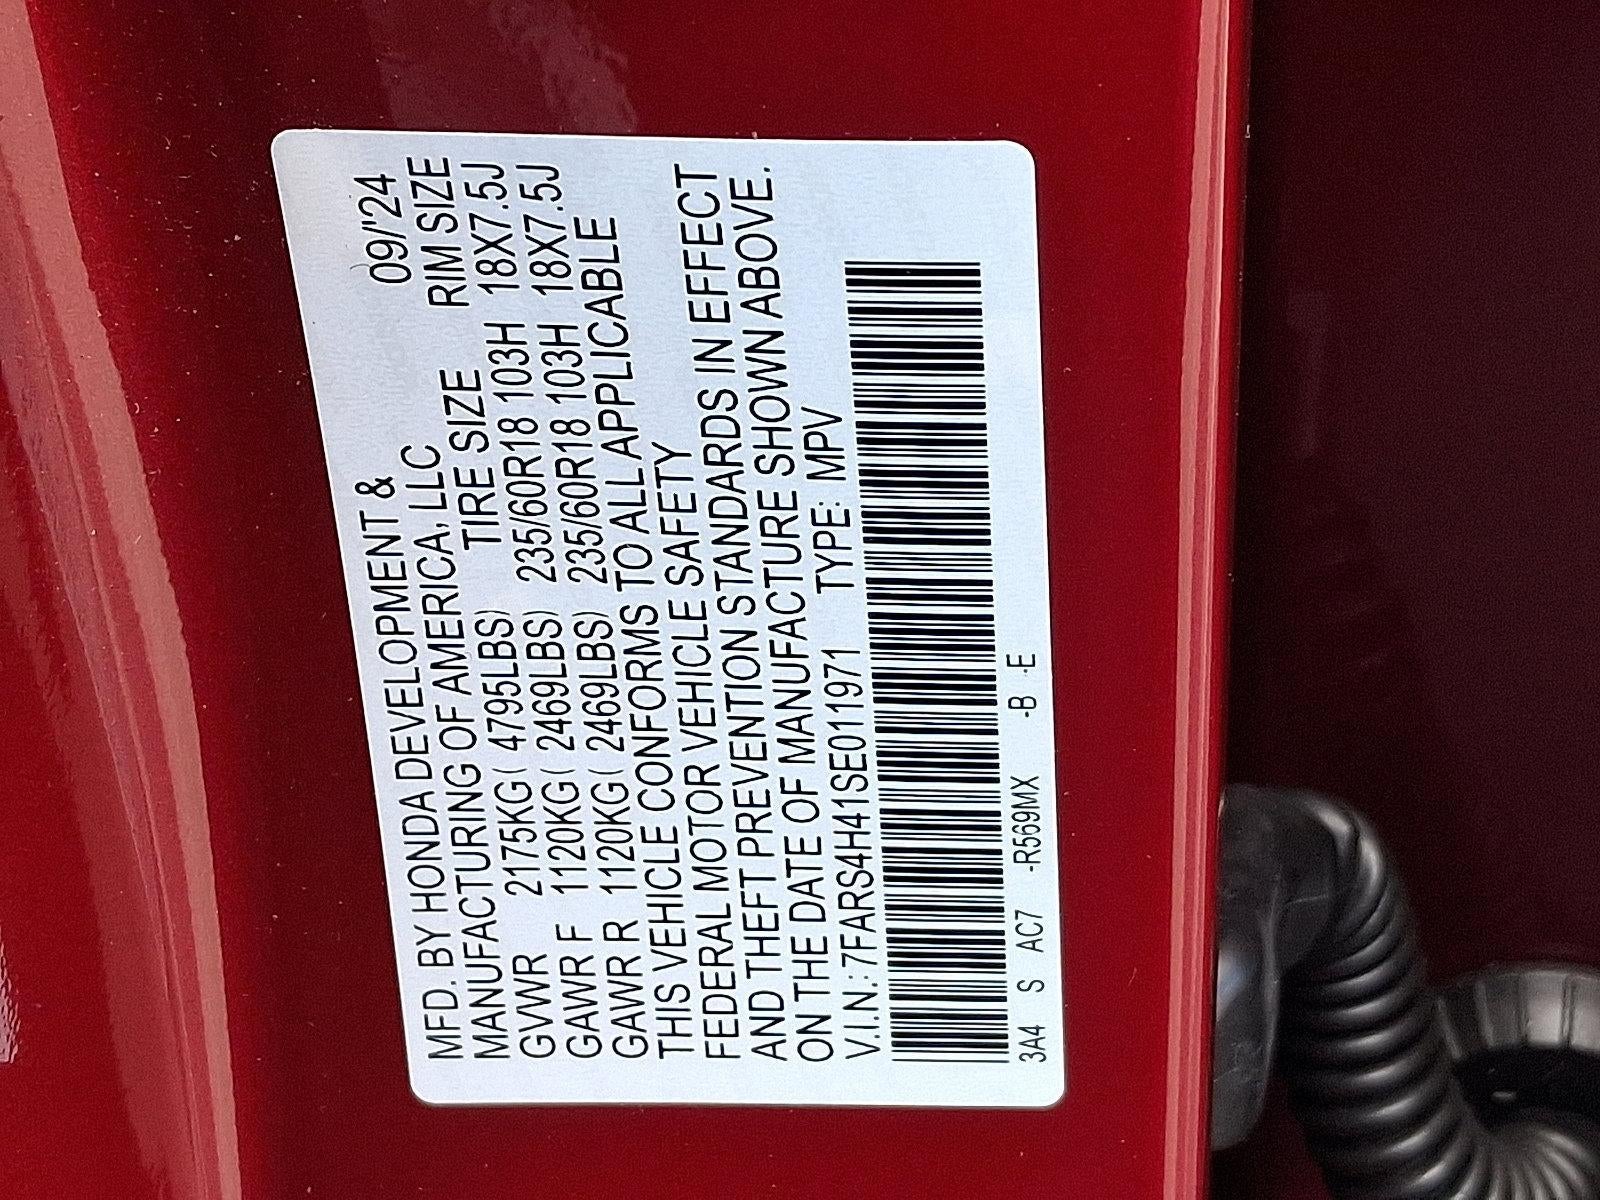 MFD. BY HONDA DEVELOPMENT & 09/'24
MANUFACTURING OF AMERICA, LLC RIM SIZE
TIRE SIZE
GVWR 2175KG( 4795LBS) 235/60R18 103H 18X7.5J
GAWR F 1120KG( 2469LBS) 235/60R18 103H 18X7.5J
GAWR R 1120KG( 2469LBS)
THIS VEHICLE CONFORMS TO ALL APPLICABLE
FEDERAL MOTOR VEHICLE SAFETY
AND THEFT PREVENTION STANDARDS IN EFFECT
ON THE DATE OF MANUFACTURE SHOWN ABOVE.
V.I.N.: 7FARS4H41SE011971 TYPE: MPV
3A4 S AC7 -R569MX -B -E